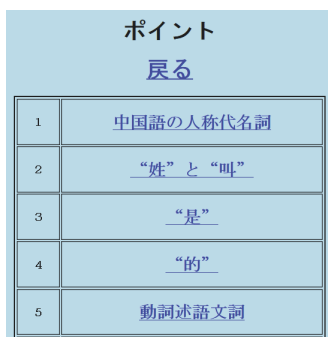 ポイント
戻る
1 中国語の人称代名詞
2 “姓”と“叫”
3 “是”
4 “的”
5 動詞述語文詞